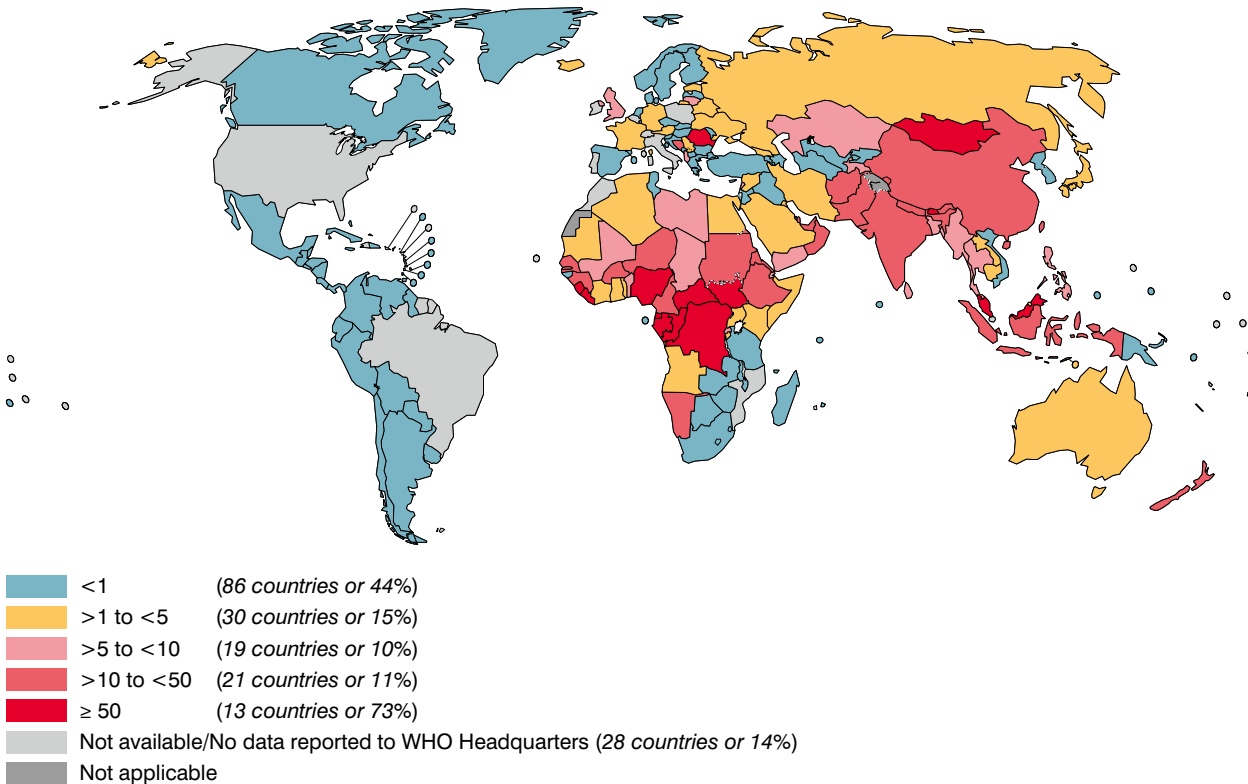 <1 (86 countries or 44%)
>1 to <5 (30 countries or 15%)
>5 to <10 (19 countries or 10%)
>10 to <50 (21 countries or 11%)
≥ 50 (13 countries or 73%)
Not available/No data reported to WHO Headquarters (28 countries or 14%)
Not applicable